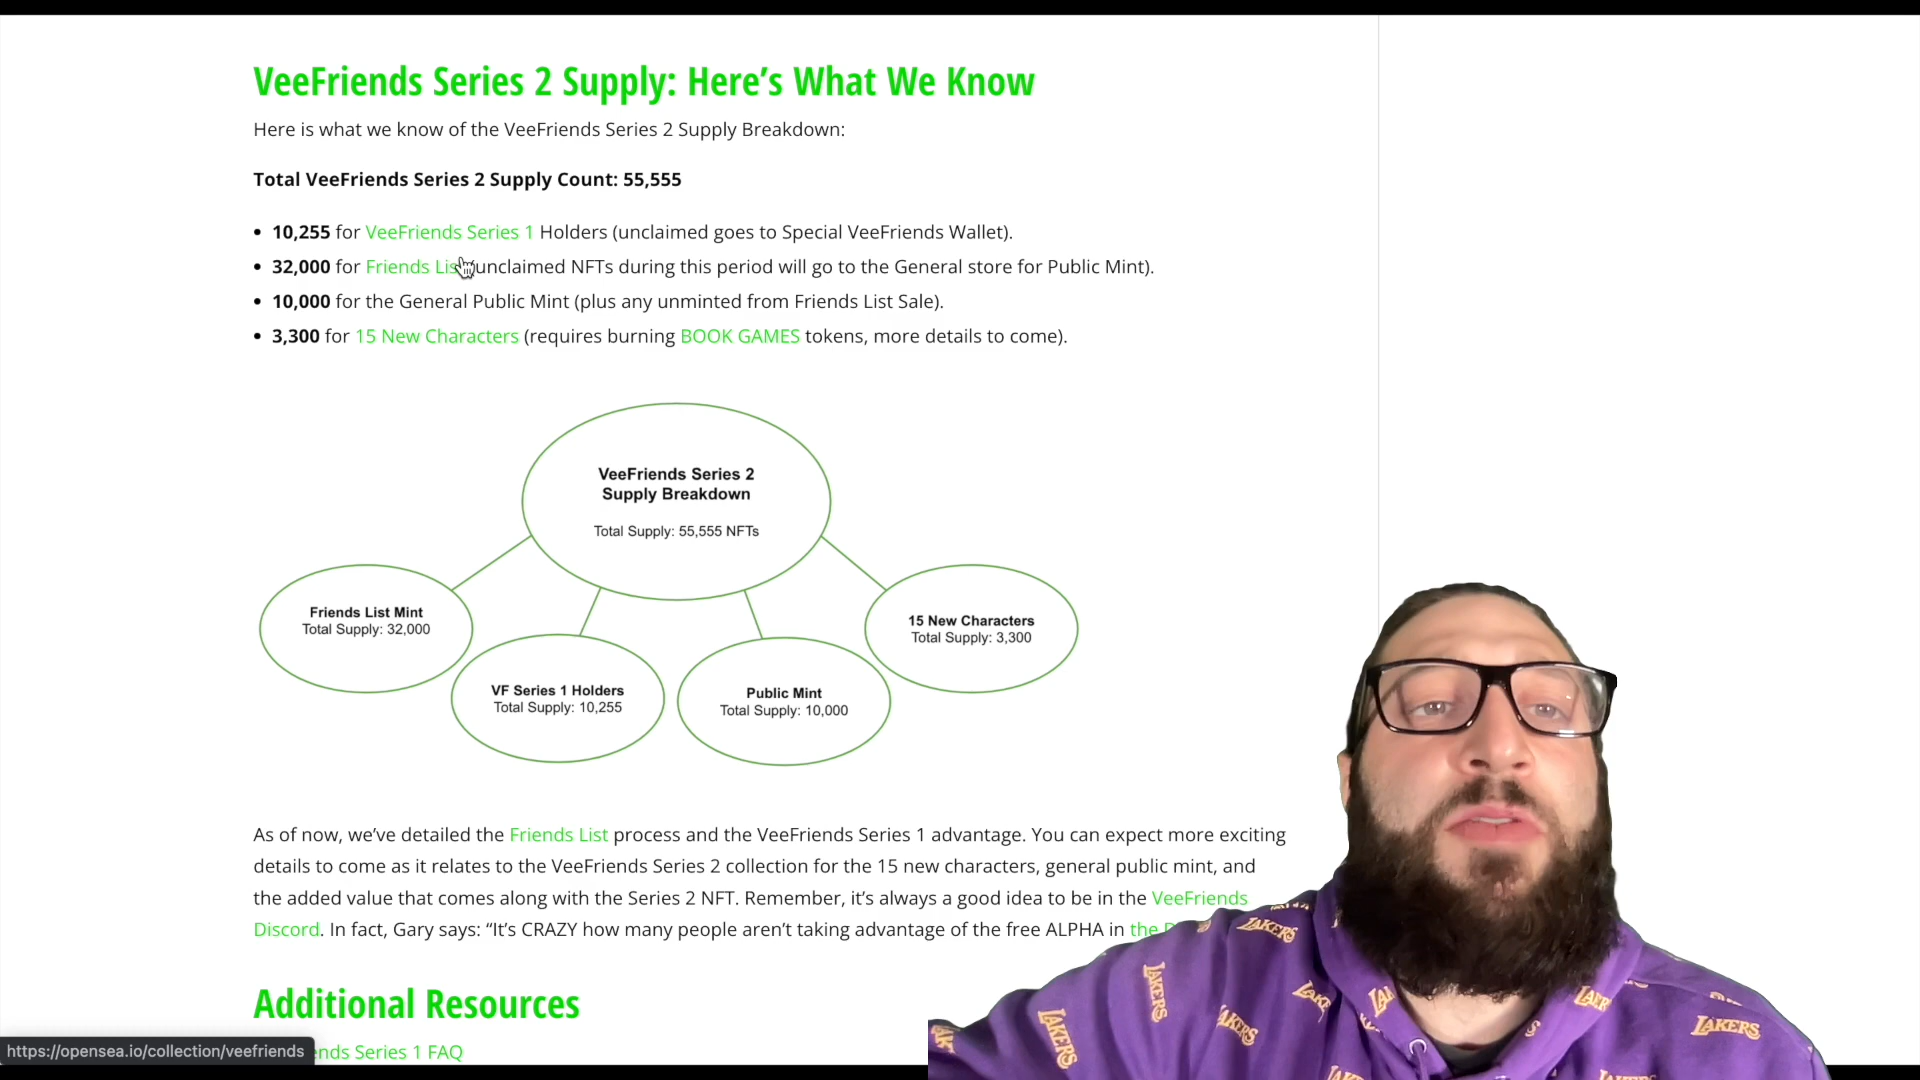 VeeFriends Series 2 Supply: Here’s What We Know
Here is what we know of the VeeFriends Series 2 Supply Breakdown:
Total VeeFriends Series 2 Supply Count: 55,555
• 10,255 for VeeFriends Series 1 Holders (unclaimed goes to Special VeeFriends Wallet).
• 32,000 for Friends Lis unclaimed NFTs during this period will go to the General store for Public Mint).
• 10,000 for the General Public Mint (plus any unminted from Friends List Sale).
• 3,300 for 15 New Characters (requires burning BOOK GAMES tokens, more details to come).
VeeFriends Series 2
Supply Breakdown
Total Supply: 55,555 NFTs
Friends List Mint
Total Supply: 32,000
VF Series 1 Holders
Total Supply: 10,255
Public Mint
Total Supply: 10,000
15 New Characters
Total Supply: 3,300
As of now, we’ve detailed the Friends List process and the VeeFriends Series 1 advantage. You can expect more exciting
details to come as it relates to the VeeFriends Series 2 collection for the 15 new characters, general public mint, and
the added value that comes along with the Series 2 NFT. Remember, it’s always a good idea to be in the VeeFriends
Discord. In fact, Gary says: “It’s CRAZY how many people aren’t taking advantage of the free ALPHA in the
Additional Resources
https://opensea.io/collection/veefriends
ends Series 1 FAQ
LAKERS
LAKERS
LAKERS
LAKERS
LAKERS